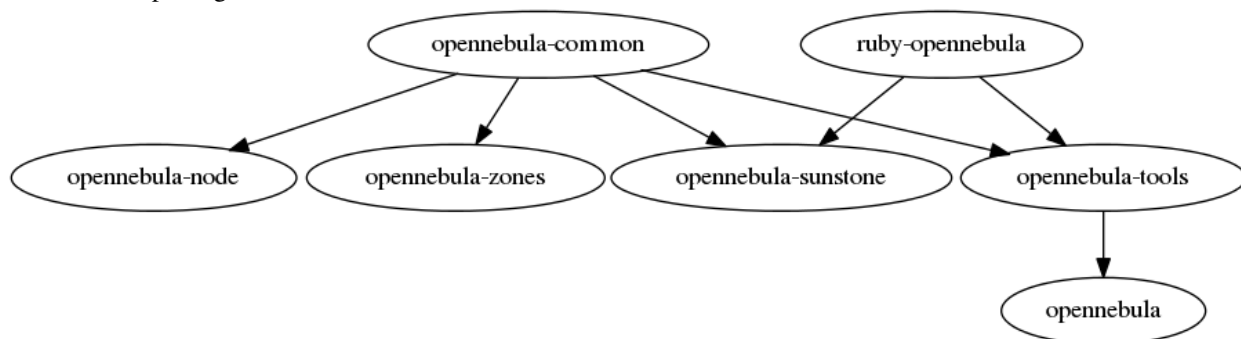 opennebula-common
ruby-opennebula
opennebula-node
opennebula-zones
opennebula-sunstone
opennebula-tools
opennebula